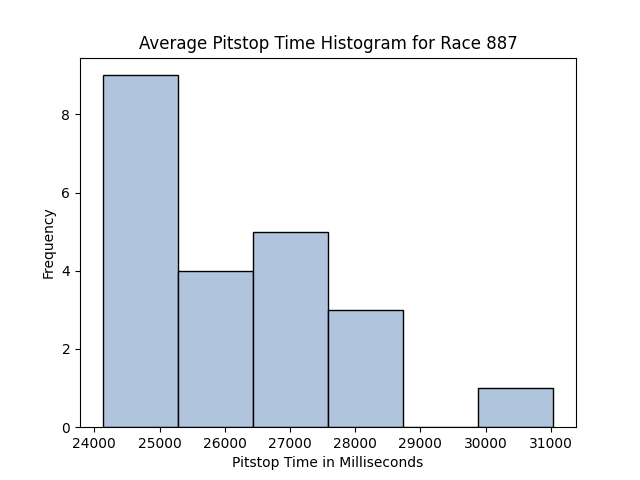 Average Pitstop Time Histogram for Race 887
8
6
4
2
0
Frequency
24000 25000 26000 27000 28000 29000 30000 31000
Pitstop Time in Milliseconds